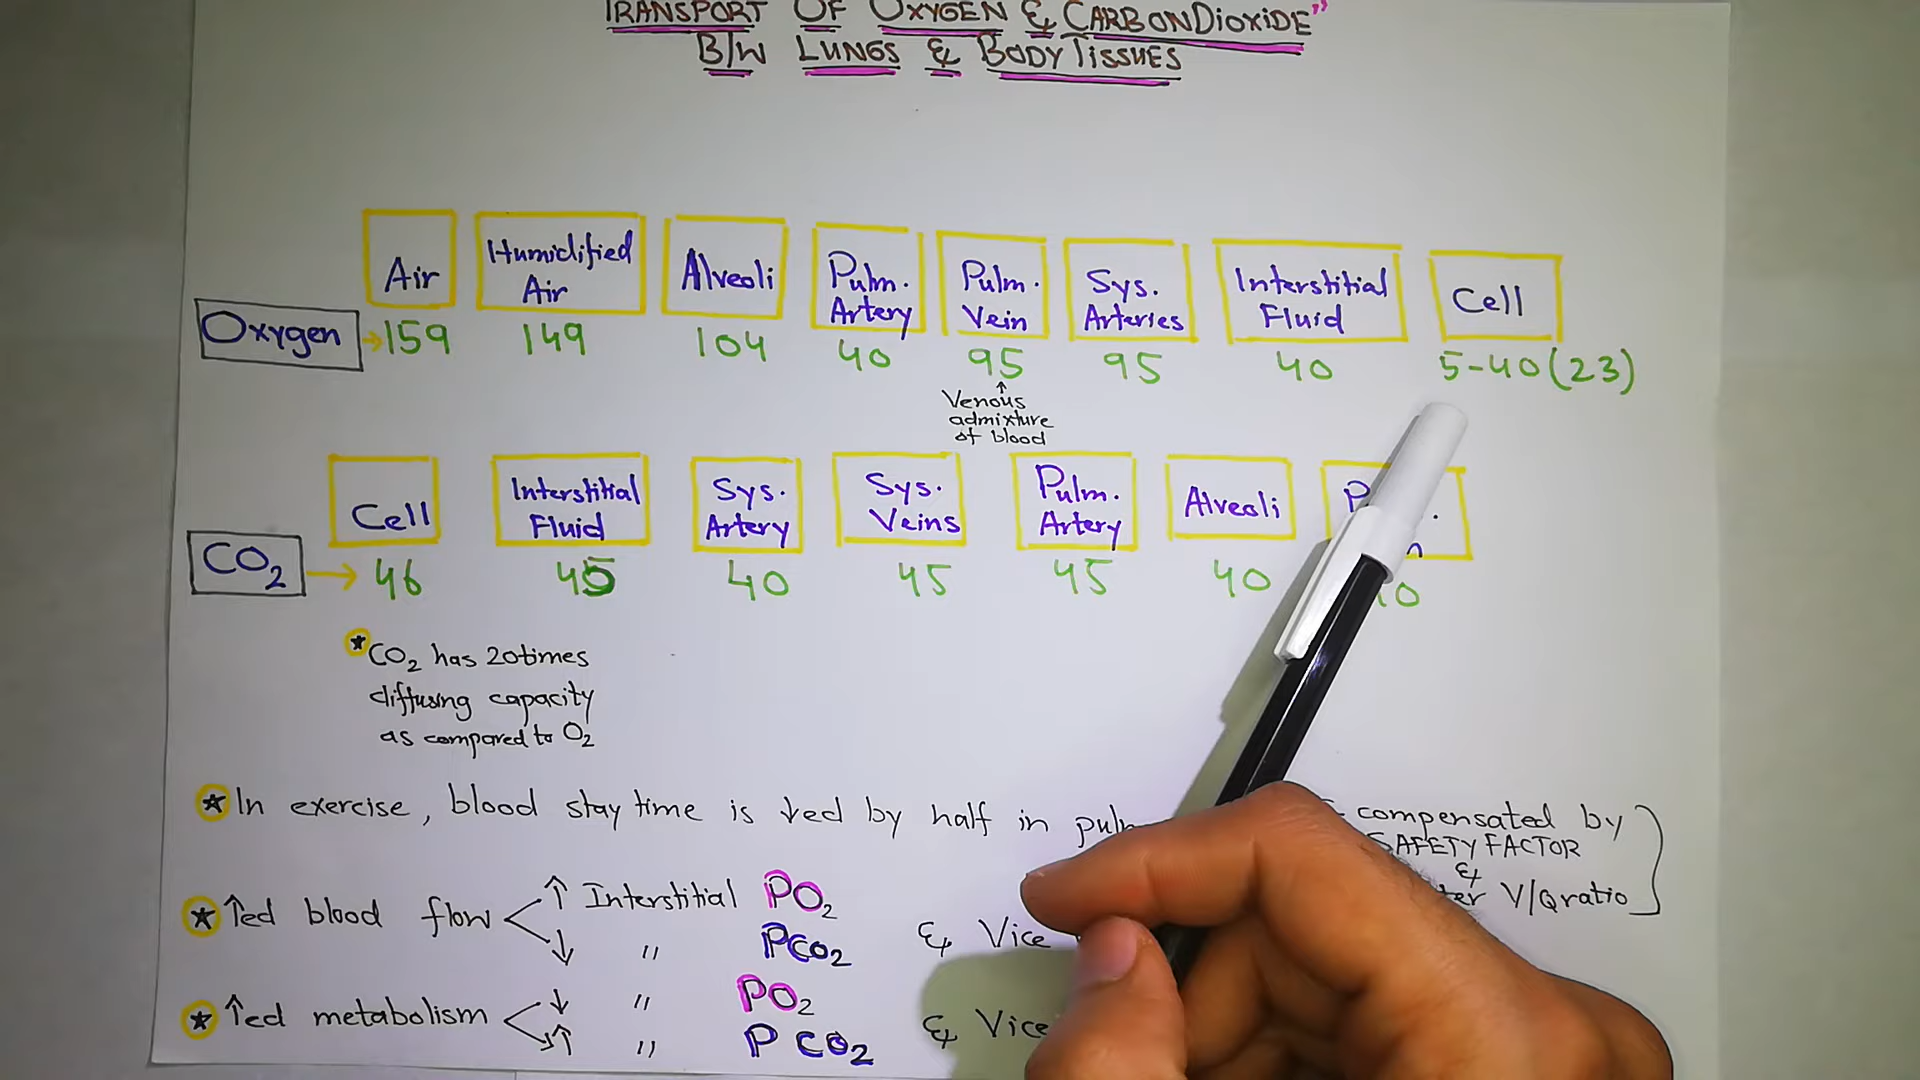 TRANSPORT OF OXYGEN & CARBONDIOXIDE"
B/W LUNGS & BODY TISSUES
Oxygen
Air
159
Humidified
Air
149
Alveoli
104
Pulm.
Artery
40
Pulm.
Vein
95
Venous
admixture
of blood
Sys.
Arteries
95
Interstitial
Fluid
40
Cell
5-40(23)
CO2
Cell
46
Interstitial
Fluid
45
Sys.
Artery
40
Sys.
Veins
45
Pulm.
Artery
45
Alveoli
40
*CO2 has 20times
diffusing capacity
as compared to O2
*In exercise, blood stay time is ↓ed by half in
compensated by
SAFETY FACTOR
&
V/Q ratio
*↑ed blood flow ↑ Interstitial PO2
↓ " PCO2 & Vice
*↑ed metabolism ↓ " PO2
↑ " PCO2 & Vice